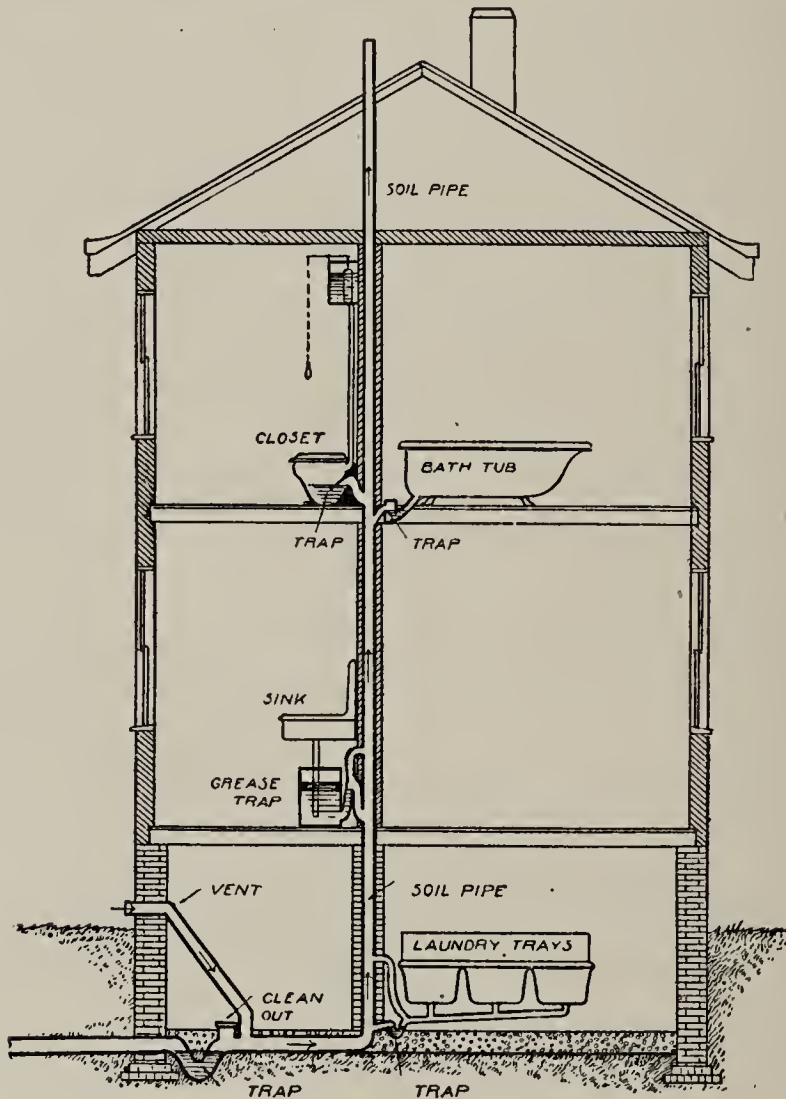 SOIL PIPE
CLOSET
BATH TUB
TRAP
TRAP
SINK
GREASE
TRAP
VENT
SOIL PIPE
LAUNDRY TRAYS
CLEAN
OUT
TRAP
TRAP